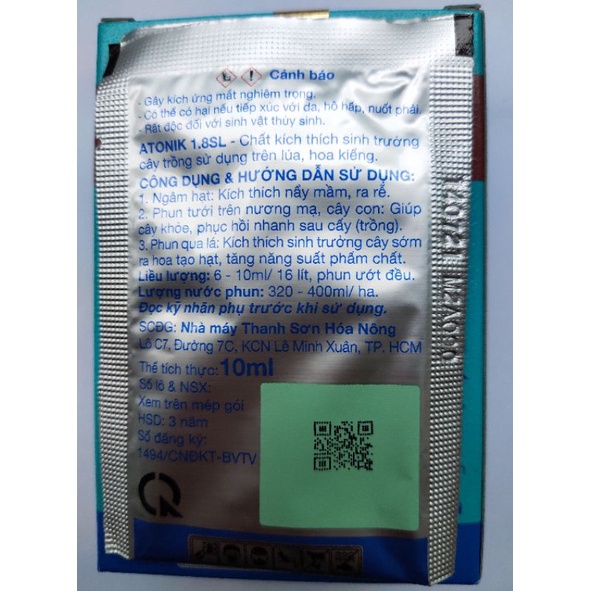 Cảnh báo
- Gây kích ứng mắt nghiêm trọng.
- Có thể có hại nếu tiếp xúc với da, hô hấp, nuốt phải.
- Rất độc đối với sinh vật thủy sinh.
ATONIK 1.8SL - Chất kích thích sinh trưởng
cây trồng sử dụng trên lúa, hoa kiểng.
CÔNG DỤNG & HƯỚNG DẪN SỬ DỤNG:
1. Ngâm hạt: Kích thích nẩy mầm, ra rễ.
2. Phun tưới trên nương mạ, cây con: Giúp
cây khỏe, phục hồi nhanh sau cấy (trồng).
3. Phun qua lá: Kích thích sinh trưởng cây sớm
ra hoa tạo hạt, tăng năng suất phẩm chất.
Liều lượng: 6 - 10ml/ 16 lít, phun ướt đều.
Lượng nước phun: 320 - 400ml/ ha.
Đọc kỹ nhãn phụ trước khi sử dụng.
SCĐG: Nhà máy Thanh Sơn Hóa Nông
Lô C7, Đường 7C, KCN Lê Minh Xuân, TP. HCM
Thể tích thực: 10ml
Số lô & NSX:
Xem trên mép gói
HSD: 3 năm
Số đăng ký:
1494/CNĐKT-BVTV